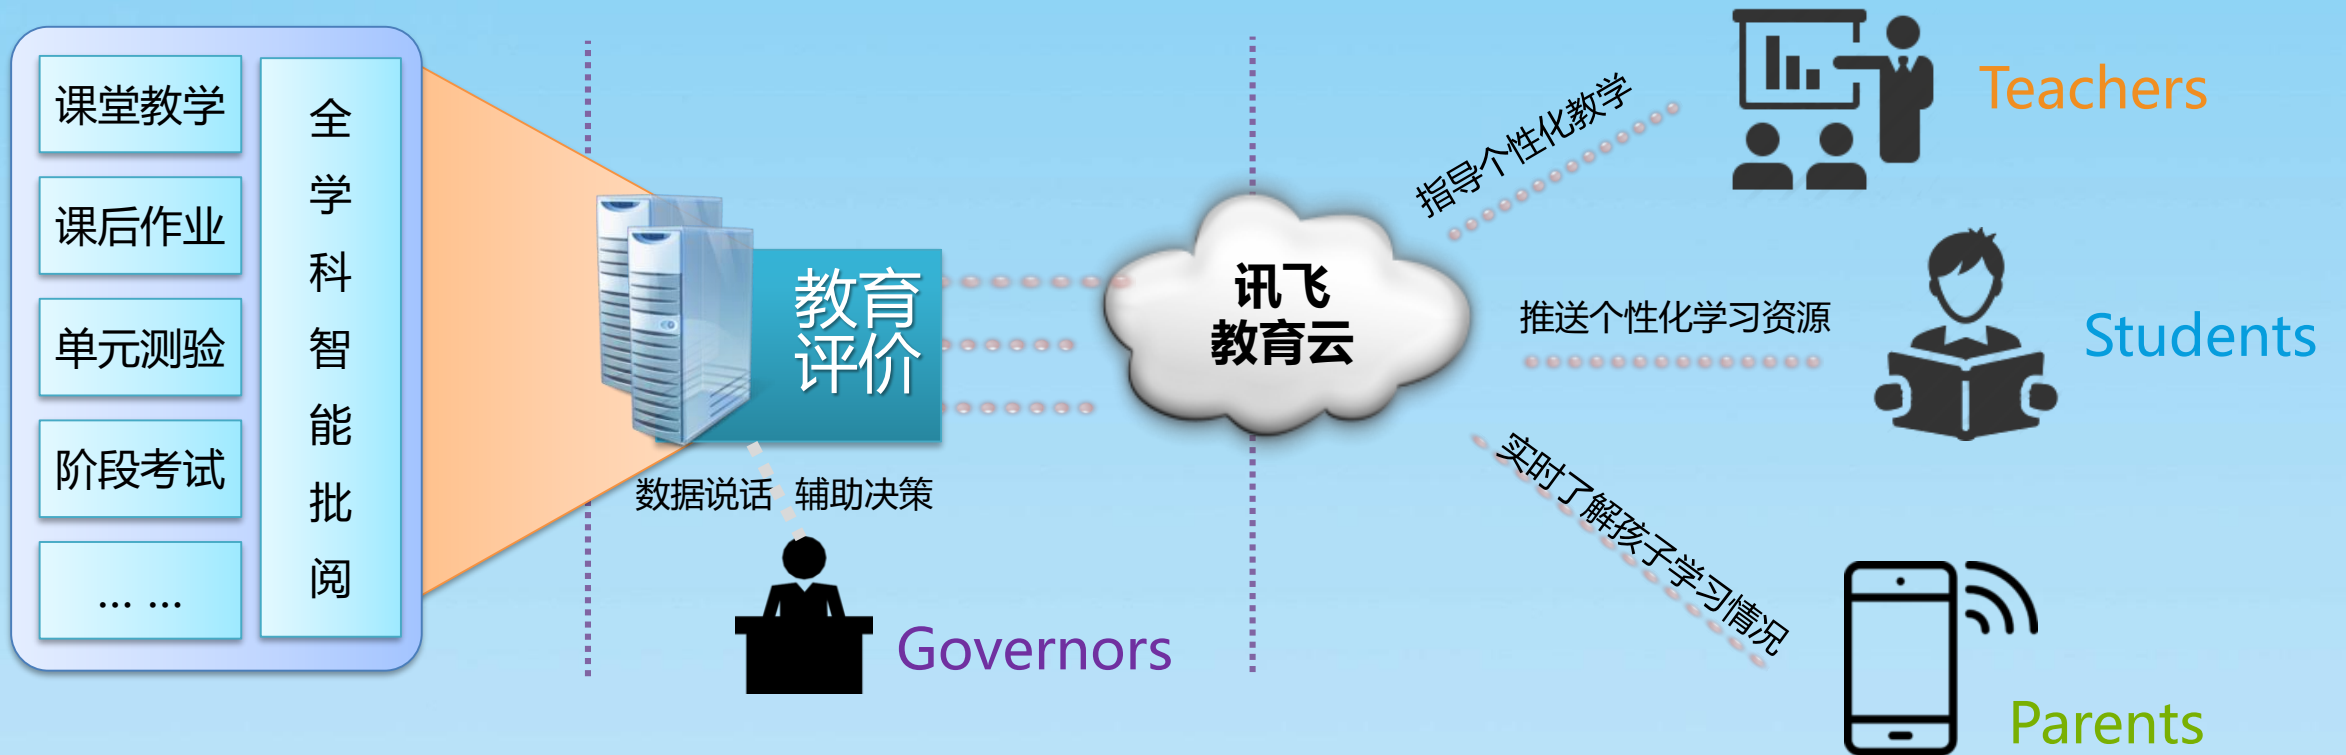 课堂教学
课后作业
单元测验
阶段考试
... ...
全学科智能批阅
教育
评价
数据说话 辅助决策
Governors
讯飞
教育云
指导个性化教学
Teachers
推送个性化学习资源
Students
实时了解孩子学习情况
Parents